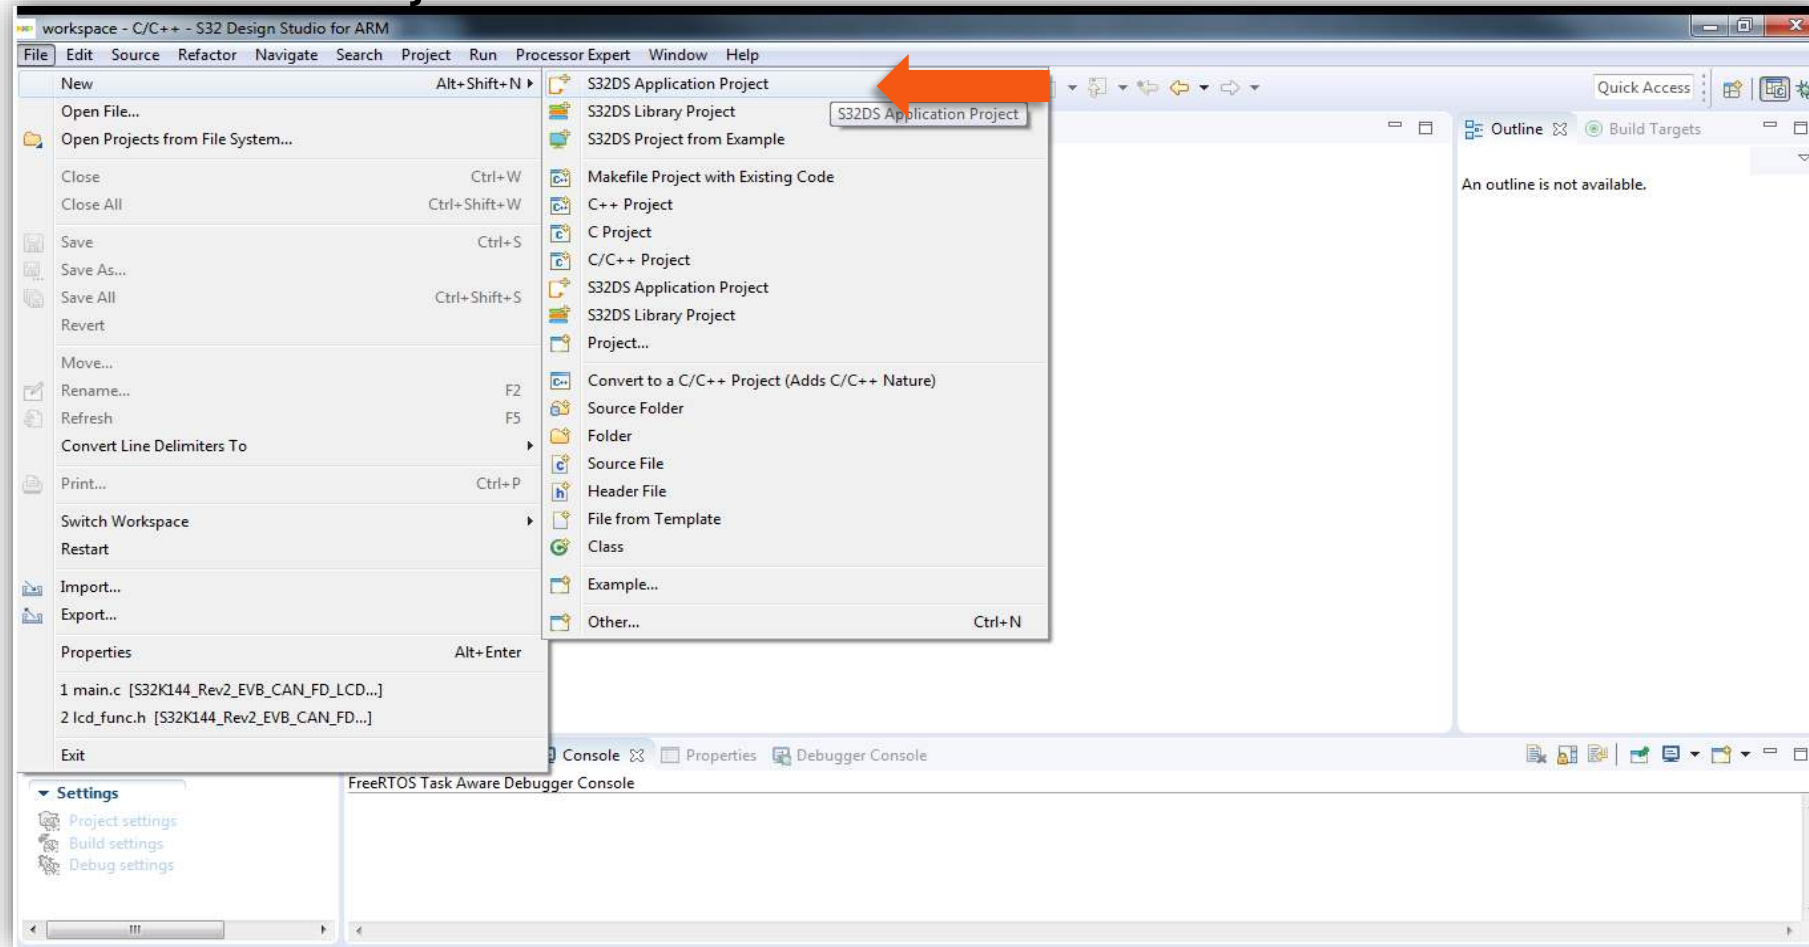 workspace - C/C++ - S32 Design Studio for ARM
File Edit Source Refactor Navigate Search Project Run Processor Expert Window Help
New Alt+Shift+N
Open File...
Open Projects from File System...
Close Ctrl+W
Close All Ctrl+Shift+W
Save Ctrl+S
Save As...
Save All Ctrl+Shift+S
Revert
Move...
Rename... F2
Refresh F5
Convert Line Delimiters To
Print... Ctrl+P
Switch Workspace
Restart
Import...
Export...
Properties Alt+Enter
1 main.c [S32K144_Rev2_EVB_CAN_FD_LCD...]
2 lcd_func.h [S32K144_Rev2_EVB_CAN_FD...]
Exit
S32DS Application Project
S32DS Library Project
S32DS Project from Example
Makefile Project with Existing Code
C++ Project
C Project
C/C++ Project
S32DS Application Project
S32DS Library Project
Project...
Convert to a C/C++ Project (Adds C/C++ Nature)
Source Folder
Folder
Source File
Header File
File from Template
Class
Example...
Other... Ctrl+N
S32DS Application Project
Quick Access
Outline Build Targets
An outline is not available.
Console Properties Debugger Console
FreeRTOS Task Aware Debugger Console
Settings
Project settings
Build settings
Debug settings